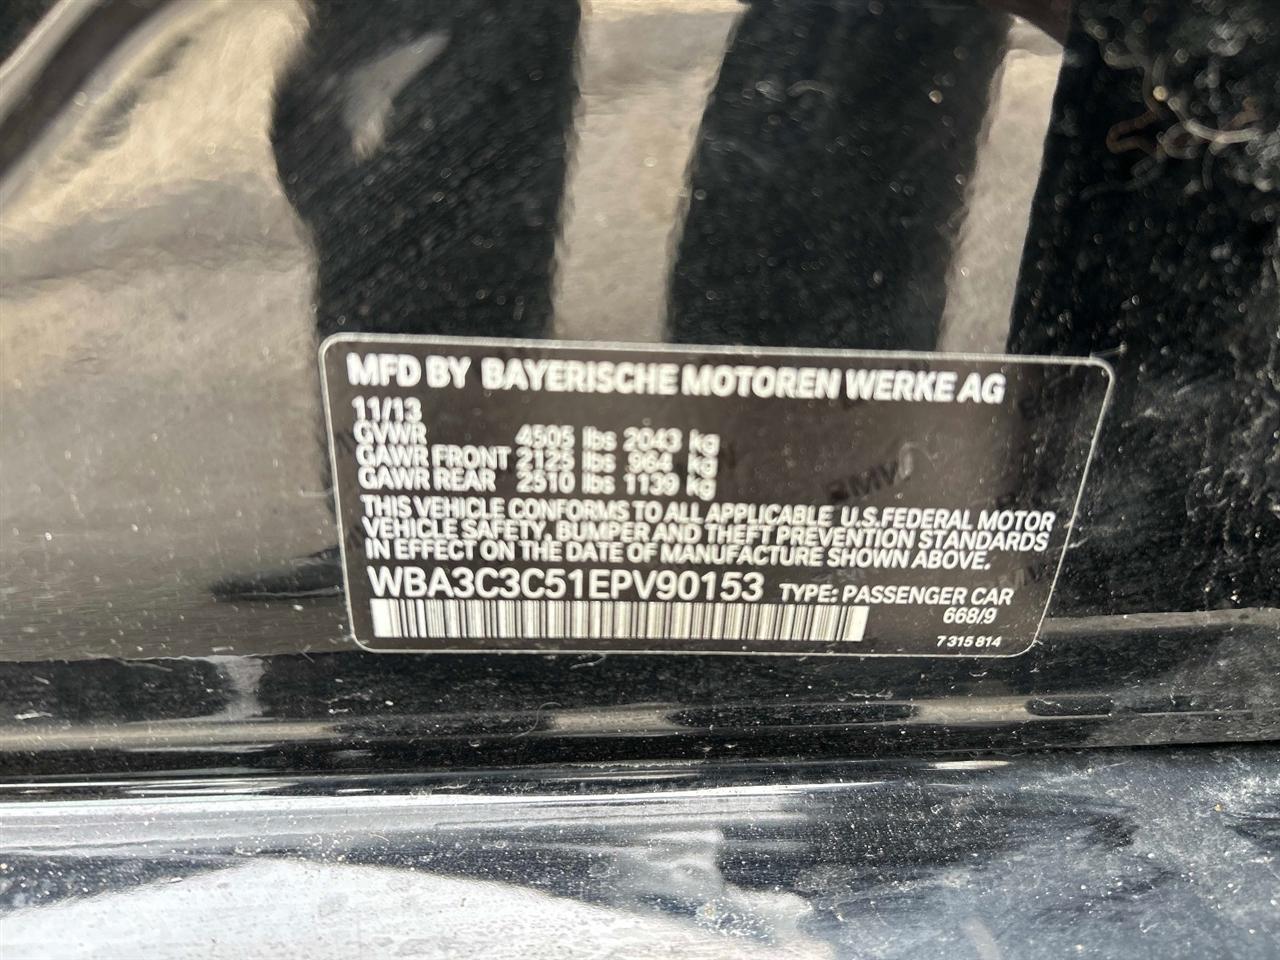 MFD BY BAYERISCHE MOTOREN WERKE AG
11/13
GVWR 4505 lbs 2043 kg
GAWR FRONT 2125 lbs 964 kg
GAWR REAR 2510 lbs 1139 kg
THIS VEHICLE CONFORMS TO ALL APPLICABLE U.S.FEDERAL MOTOR
VEHICLE SAFETY, BUMPER AND THEFT PREVENTION STANDARDS
IN EFFECT ON THE DATE OF MANUFACTURE SHOWN ABOVE.
WBA3C3C51EPV90153 TYPE: PASSENGER CAR
668/9
7 315 814
BMW